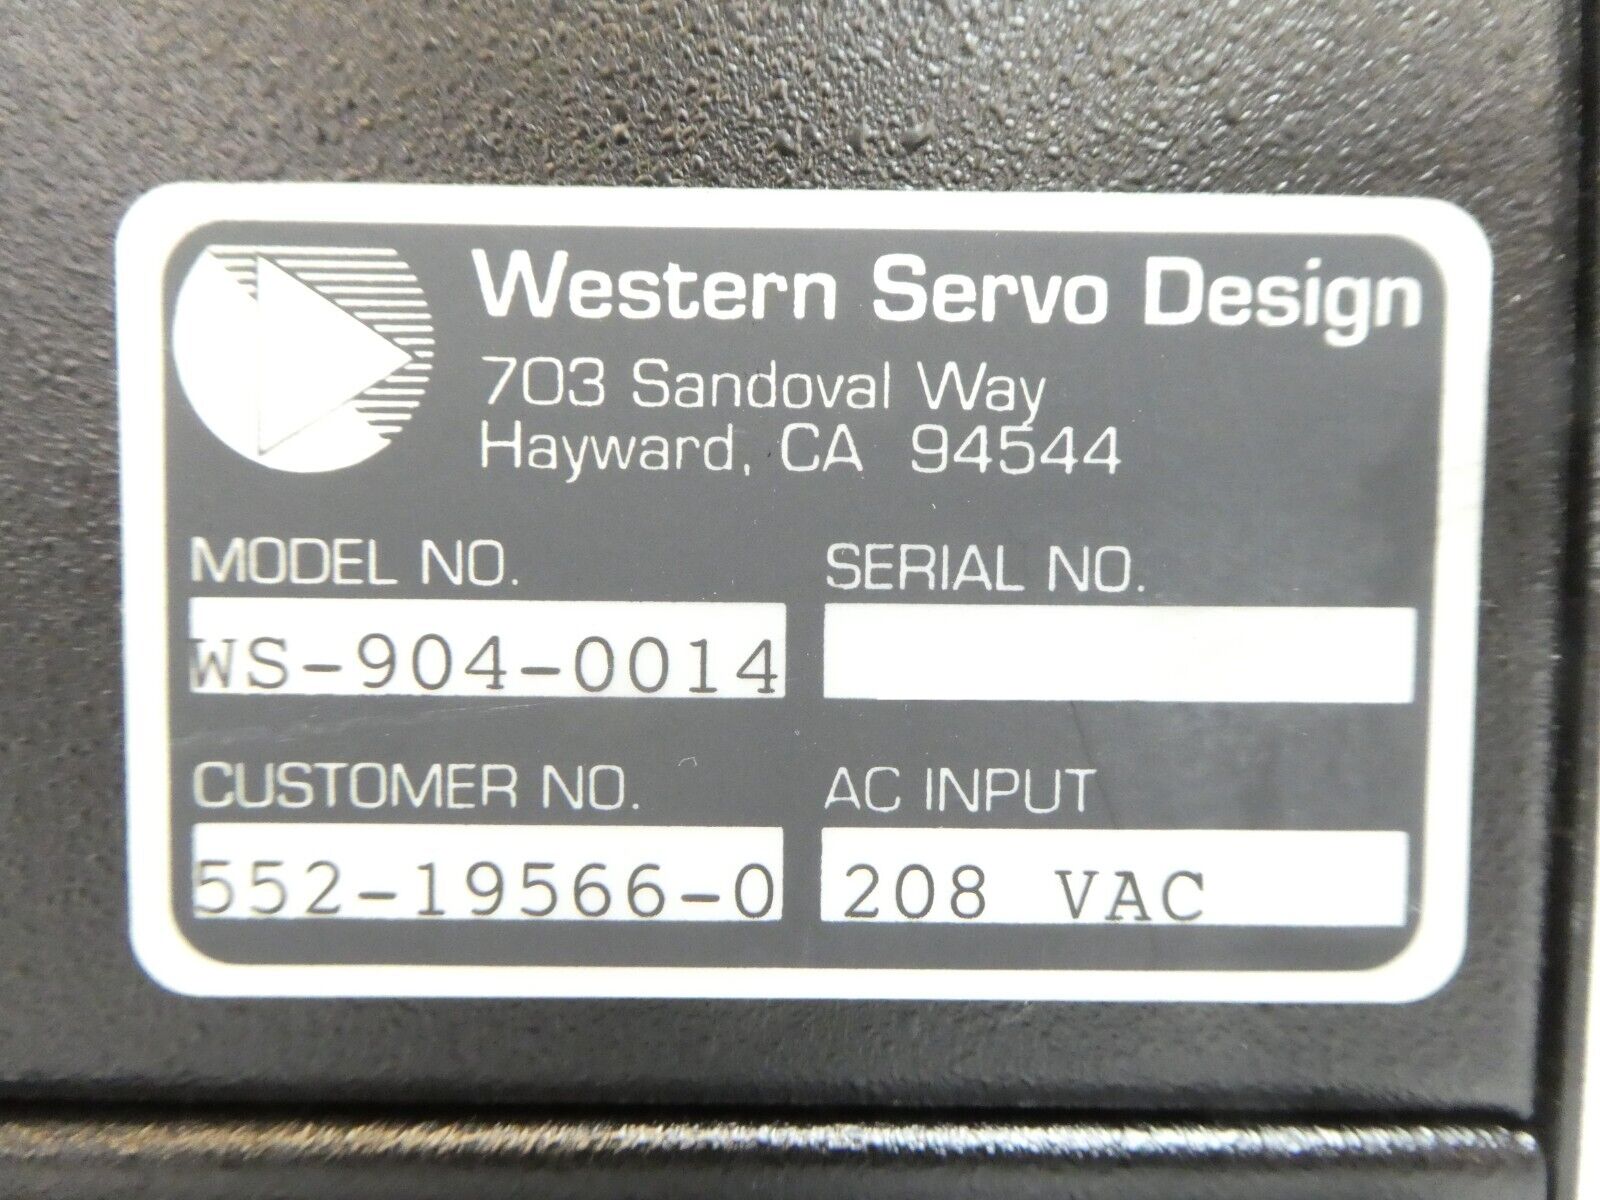 Western Servo Design
703 Sandoval Way
Hayward, CA 94544
MODEL NO.
SERIAL NO.
WS-904-0014
CUSTOMER NO.
AC INPUT
552-19566-0
208 VAC